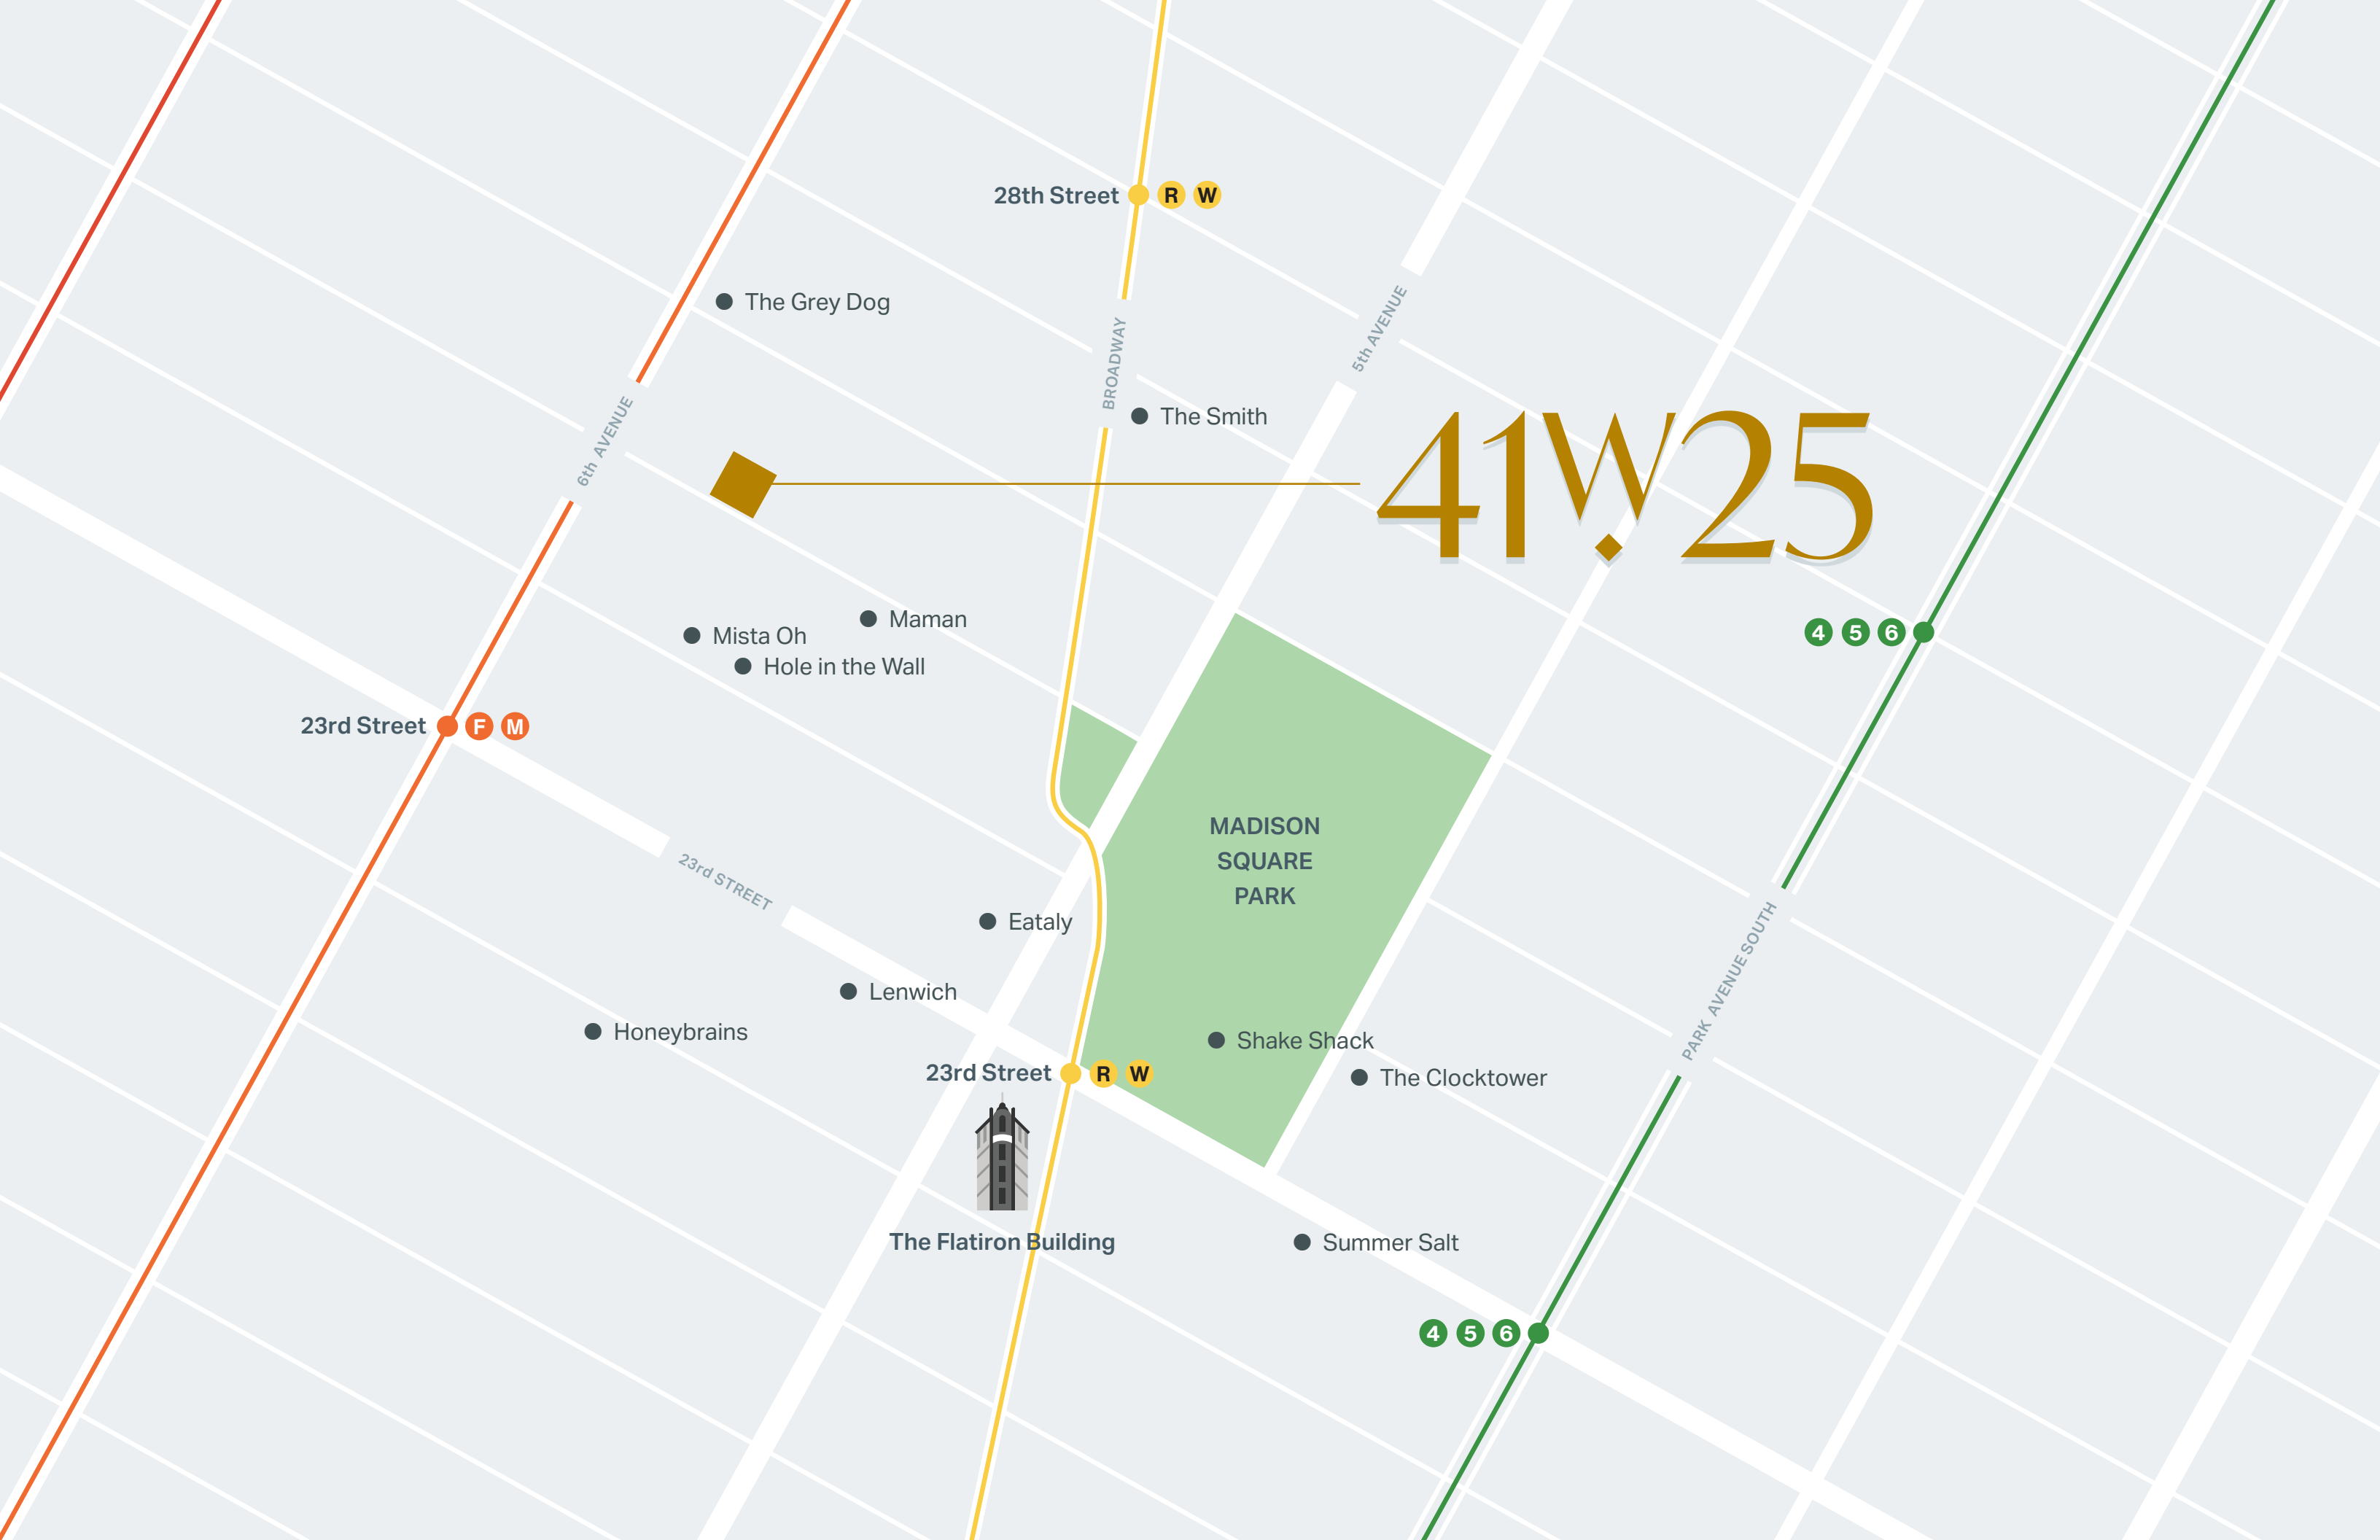 28th Street R W
The Grey Dog
5th AVENUE
BROADWAY
6th AVENUE
The Smith
41W25
Maman
Mista Oh
4 5 6
Hole in the Wall
23rd Street F M
MADISON
SQUARE
PARK
23rd STREET
Eataly
PARK AVENUE SOUTH
Lenwich
Honeybrains
Shake Shack
23rd Street R W
The Clocktower
The Flatiron Building
Summer Salt
4 5 6